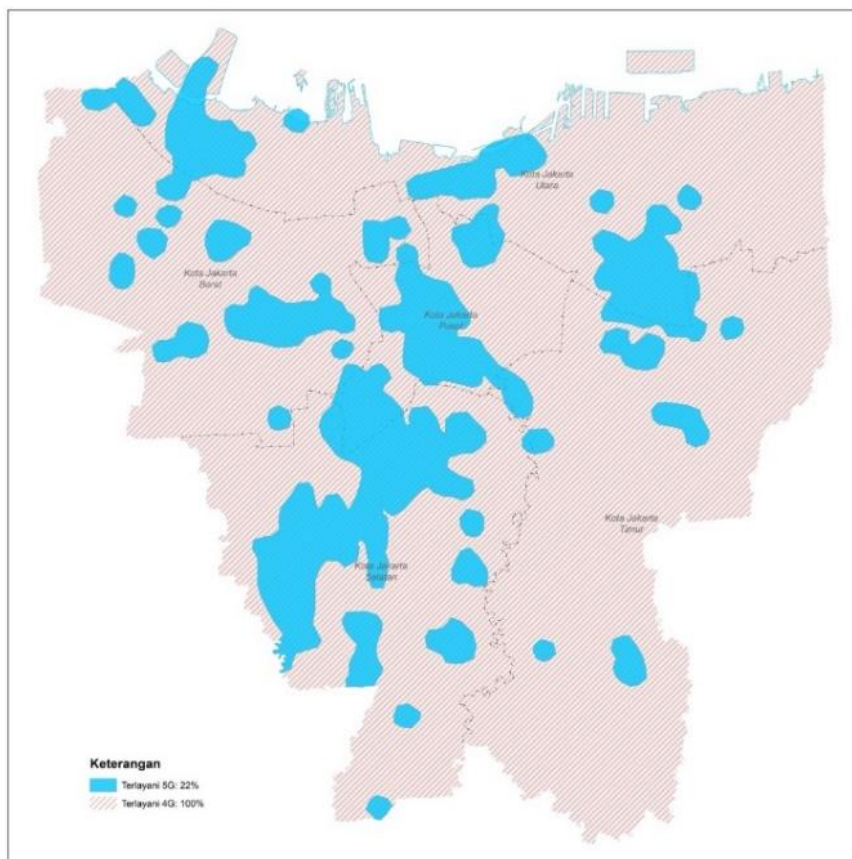 Kota Jakarta
Utara
Kota Jakarta
Barat
Kota Jakarta
Pusat
Kota Jakarta
Timur
Kota Jakarta
Selatan
Keterangan
Terlayani 5G: 22%
Terlayani 4G: 100%